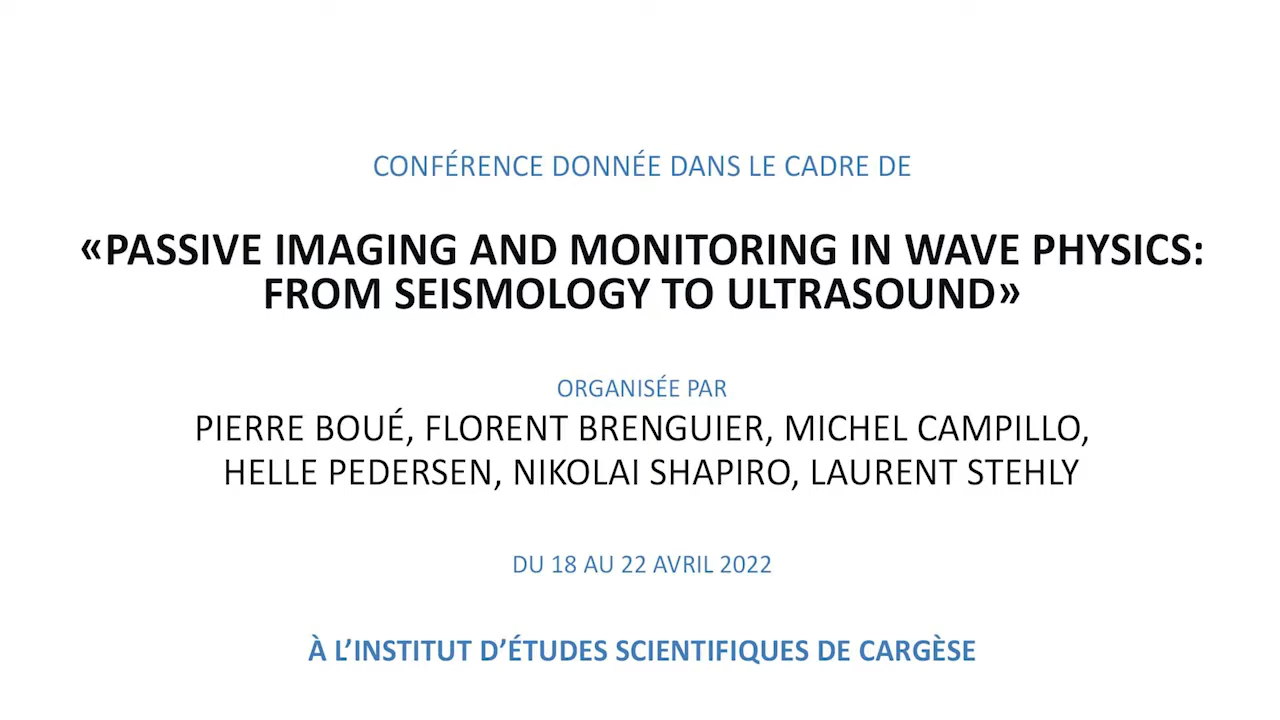 CONFÉRENCE DONNÉE DANS LE CADRE DE
«PASSIVE IMAGING AND MONITORING IN WAVE PHYSICS:
FROM SEISMOLOGY TO ULTRASOUND»
ORGANISÉE PAR
PIERRE BOUÉ, FLORENT BRENGUIER, MICHEL CAMPILLO,
HELLE PEDERSEN, NIKOLAI SHAPIRO, LAURENT STEHLY
DU 18 AU 22 AVRIL 2022
À L’INSTITUT D’ÉTUDES SCIENTIFIQUES DE CARGÈSE